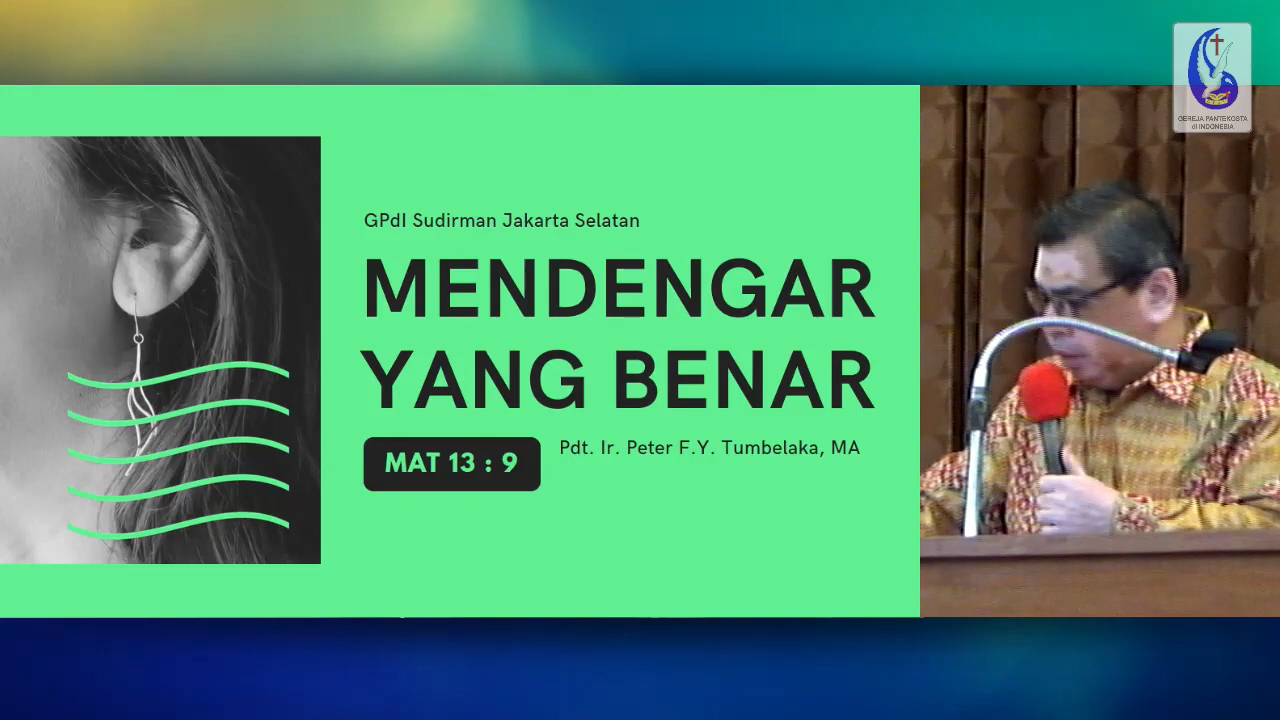 GEREJA PANTEKOSTA
di INDONESIA
GPdI Sudirman Jakarta Selatan
MENDENGAR
YANG BENAR
MAT 13 : 9
Pdt. Ir. Peter F.Y. Tumbelaka, MA